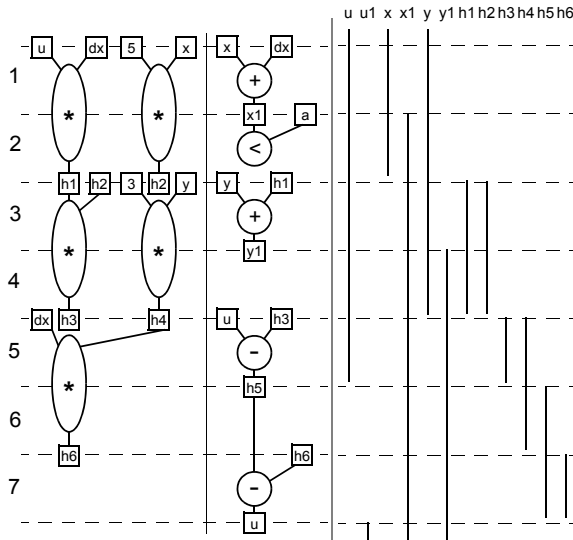 u u1 x x1 y y1 h1 h2 h3 h4 h5 h6
u dx 5 x x dx
1
* * +
x1 a
2
<
h1 h2 3 h2 y y h1
3
* * +
y1
4
dx h3 h4 u h3
5
* -
h5
6
h6 h6
7
-
u